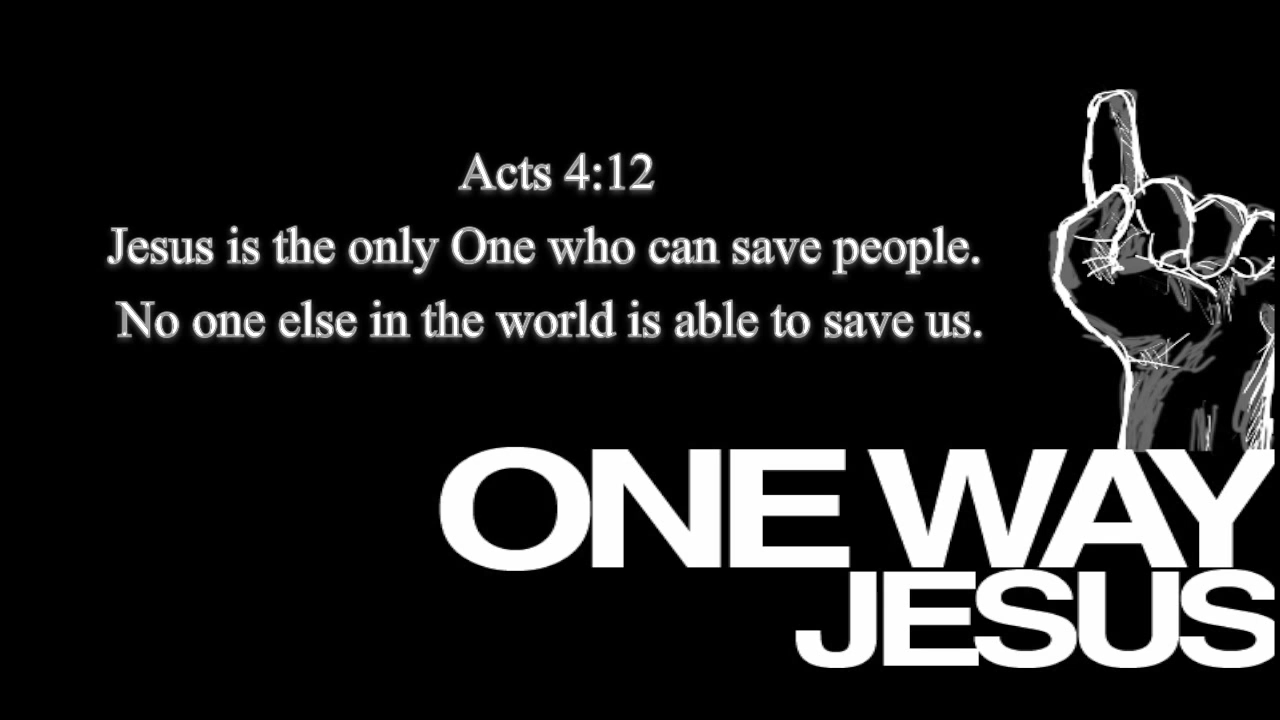 Acts 4:12
Jesus is the only One who can save people.
No one else in the world is able to save us.
ONE WAY
JESUS